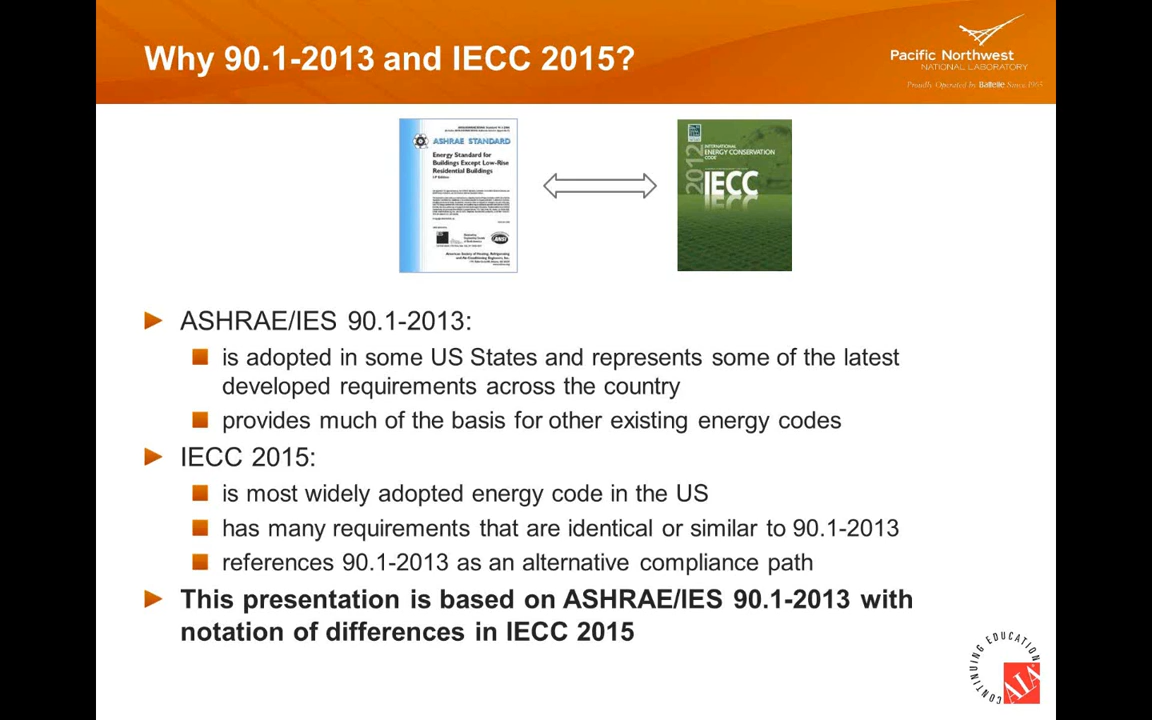 Why 90.1-2013 and IECC 2015?
Pacific Northwest
NATIONAL LABORATORY
Proudly Operated by Battelle Since 1965
ASHRAE STANDARD
Energy Standard for
Buildings Except Low-Rise
Residential Buildings
I-P Edition
ANSI
2012
INTERNATIONAL
ENERGY CONSERVATION
CODE
IECC
ASHRAE/IES 90.1-2013:
is adopted in some US States and represents some of the latest
developed requirements across the country
provides much of the basis for other existing energy codes
IECC 2015:
is most widely adopted energy code in the US
has many requirements that are identical or similar to 90.1-2013
references 90.1-2013 as an alternative compliance path
This presentation is based on ASHRAE/IES 90.1-2013 with
notation of differences in IECC 2015
CONTINUING EDUCATION
AIA